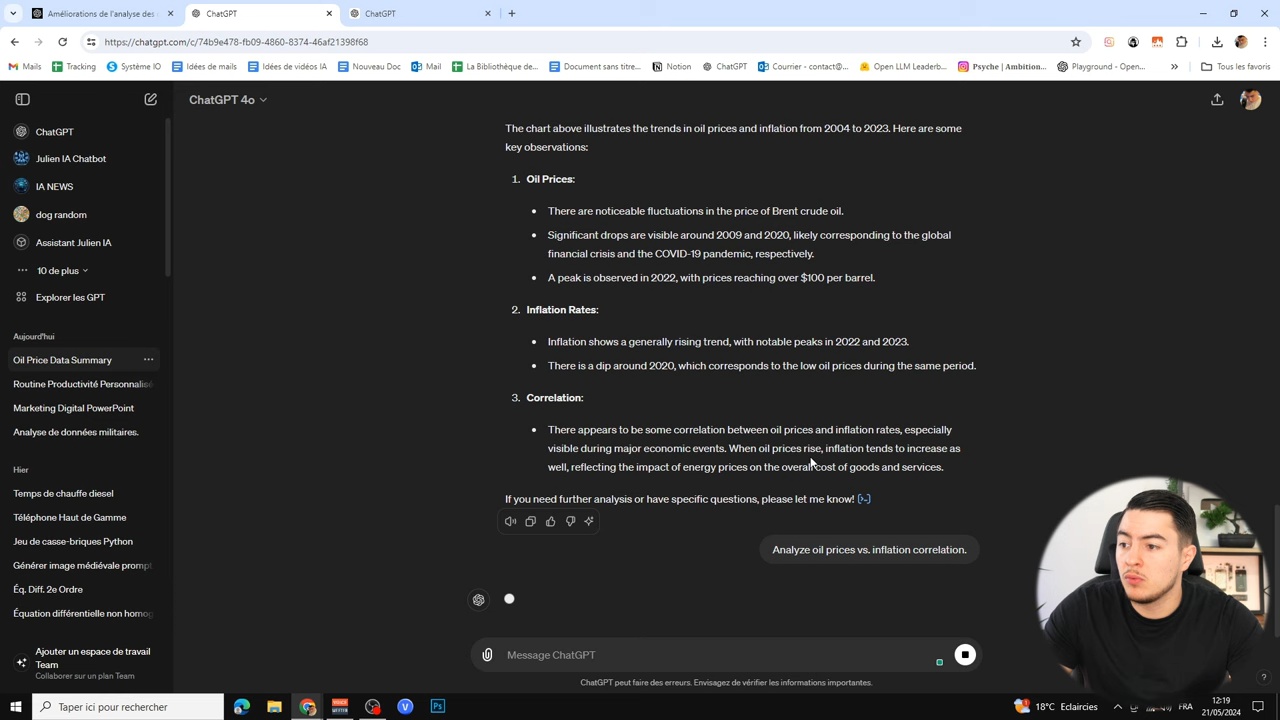 Améliorations de l'analyse des
ChatGPT
ChatGPT
https://chatgpt.com/c/74b9e478-fb09-4860-8374-46af21398f68
Mails
Tracking
Système IO
Idées de mails
Idées de vidéos IA
Nouveau Doc
Mail
La Bibliothèque de...
Document sans titre...
Notion
ChatGPT
Courrier - contact@...
Open LLM Leaderb...
Psyche | Ambition...
Playground - Open...
Tous les favoris
ChatGPT 4o
ChatGPT
Julien IA Chatbot
IA NEWS
dog random
Assistant Julien IA
10 de plus
Explorer les GPT
Aujourd'hui
Oil Price Data Summary
Routine Productivité Personnalisé
Marketing Digital PowerPoint
Analyse de données militaires.
Hier
Temps de chauffe diesel
Téléphone Haut de Gamme
Jeu de casse-briques Python
Générer image médiévale prompt
Éq. Diff. 2e Ordre
Équation différentielle non homog
Ajouter un espace de travail
Team
Collaborer sur un plan Team
The chart above illustrates the trends in oil prices and inflation from 2004 to 2023. Here are some
key observations:
1. Oil Prices:
• There are noticeable fluctuations in the price of Brent crude oil.
• Significant drops are visible around 2009 and 2020, likely corresponding to the global
financial crisis and the COVID-19 pandemic, respectively.
• A peak is observed in 2022, with prices reaching over $100 per barrel.
2. Inflation Rates:
• Inflation shows a generally rising trend, with notable peaks in 2022 and 2023.
• There is a dip around 2020, which corresponds to the low oil prices during the same period.
3. Correlation:
• There appears to be some correlation between oil prices and inflation rates, especially
visible during major economic events. When oil prices rise, inflation tends to increase as
well, reflecting the impact of energy prices on the overall cost of goods and services.
If you need further analysis or have specific questions, please let me know! [>-]
Analyze oil prices vs. inflation correlation.
Message ChatGPT
ChatGPT peut faire des erreurs. Envisagez de vérifier les informations importantes.
Taper ici pour rechercher
18°C Eclaircies
FRA
12:19
21/05/2024